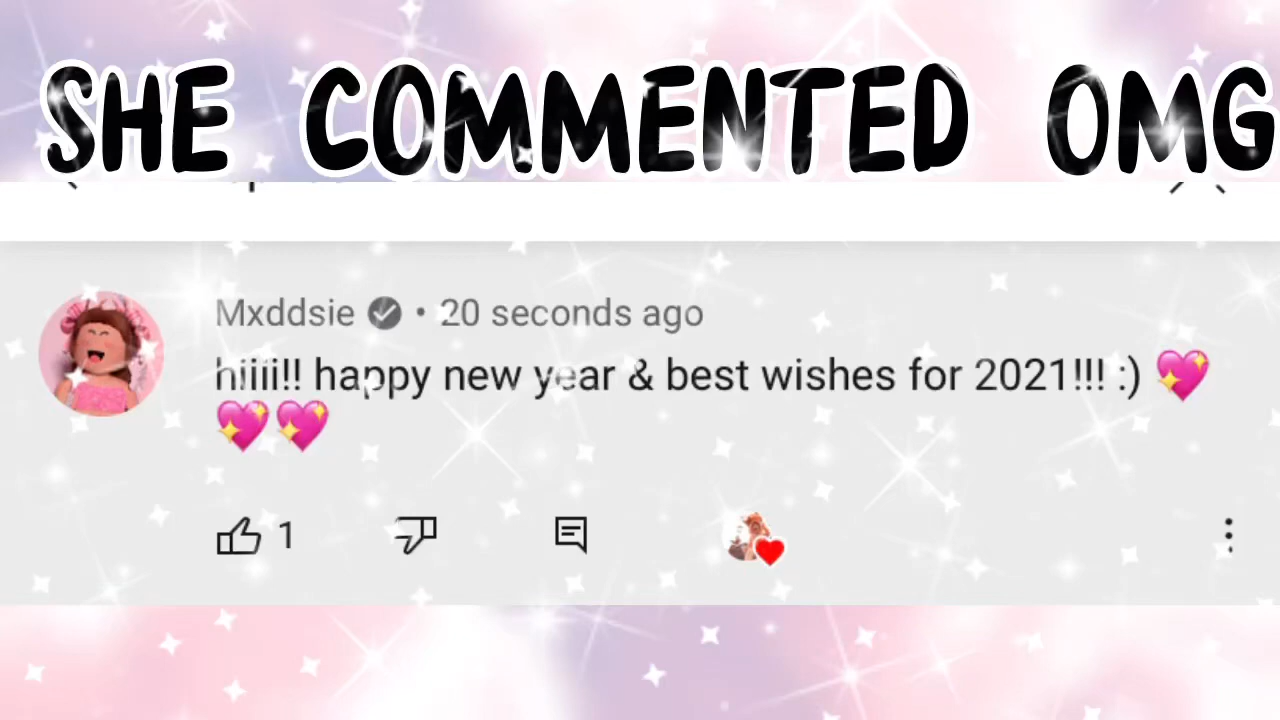 SHE COMMENTED OMG
Mxddsie • 20 seconds ago
hiiii!! happy new year & best wishes for 2021!!! :) 💖
💖💖
1